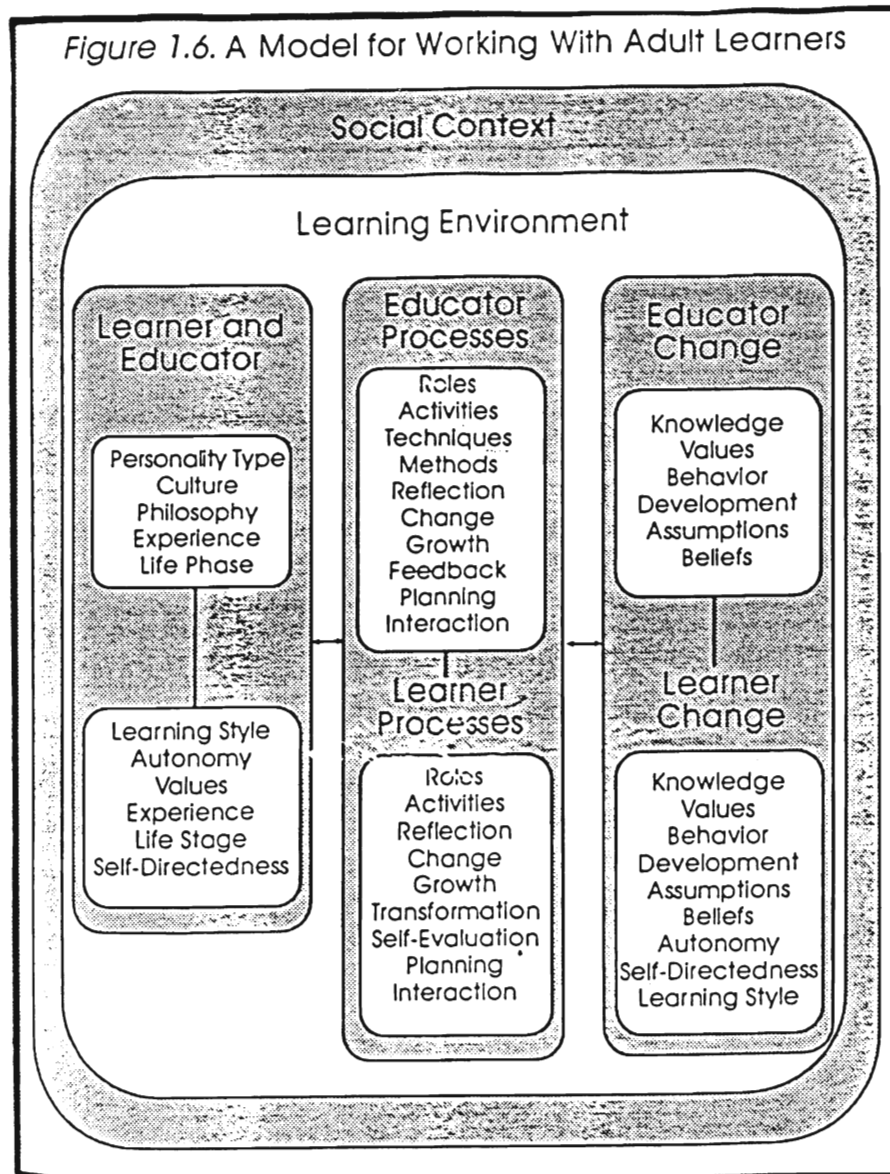 Figure 1.6. A Model for Working With Adult Learners
Social Context
Learning Environment
Learner and
Educator
Personality Type
Culture
Philosophy
Experience
Life Phase
Learning Style
Autonomy
Values
Experience
Life Stage
Self-Directedness
Educator
Processes
Roles
Activities
Techniques
Methods
Reflection
Change
Growth
Feedback
Planning
Interaction
Learner
Processes
Roles
Activities
Reflection
Change
Growth
Transformation
Self-Evaluation
Planning
Interaction
Educator
Change
Knowledge
Values
Behavior
Development
Assumptions
Beliefs
Learner
Change
Knowledge
Values
Behavior
Development
Assumptions
Beliefs
Autonomy
Self-Directedness
Learning Style